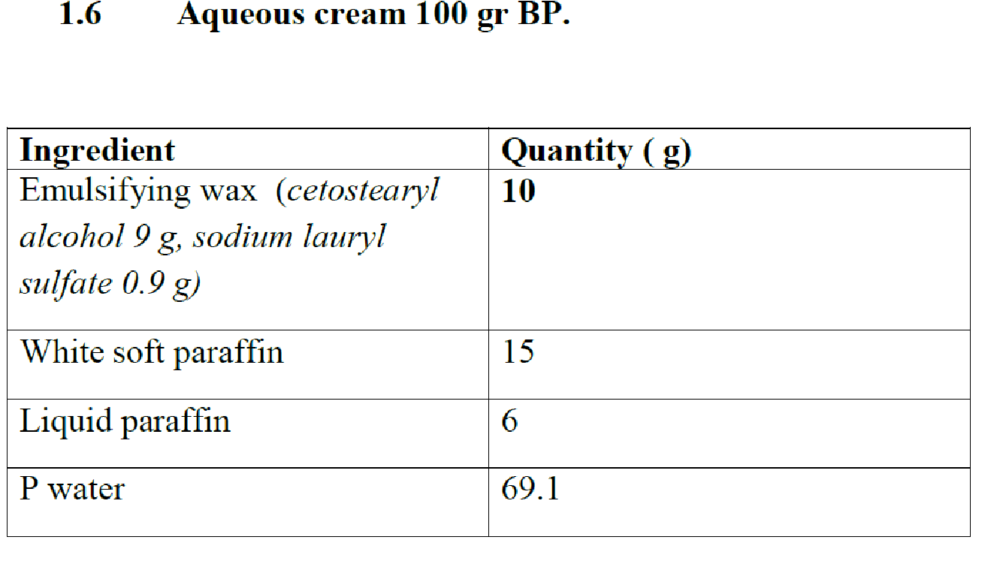 1.6 Aqueous cream 100 gr BP.
Ingredient Quantity ( g)
Emulsifying wax (cetostearyl 10
alcohol 9 g, sodium lauryl
sulfate 0.9 g)
White soft paraffin 15
Liquid paraffin 6
P water 69.1